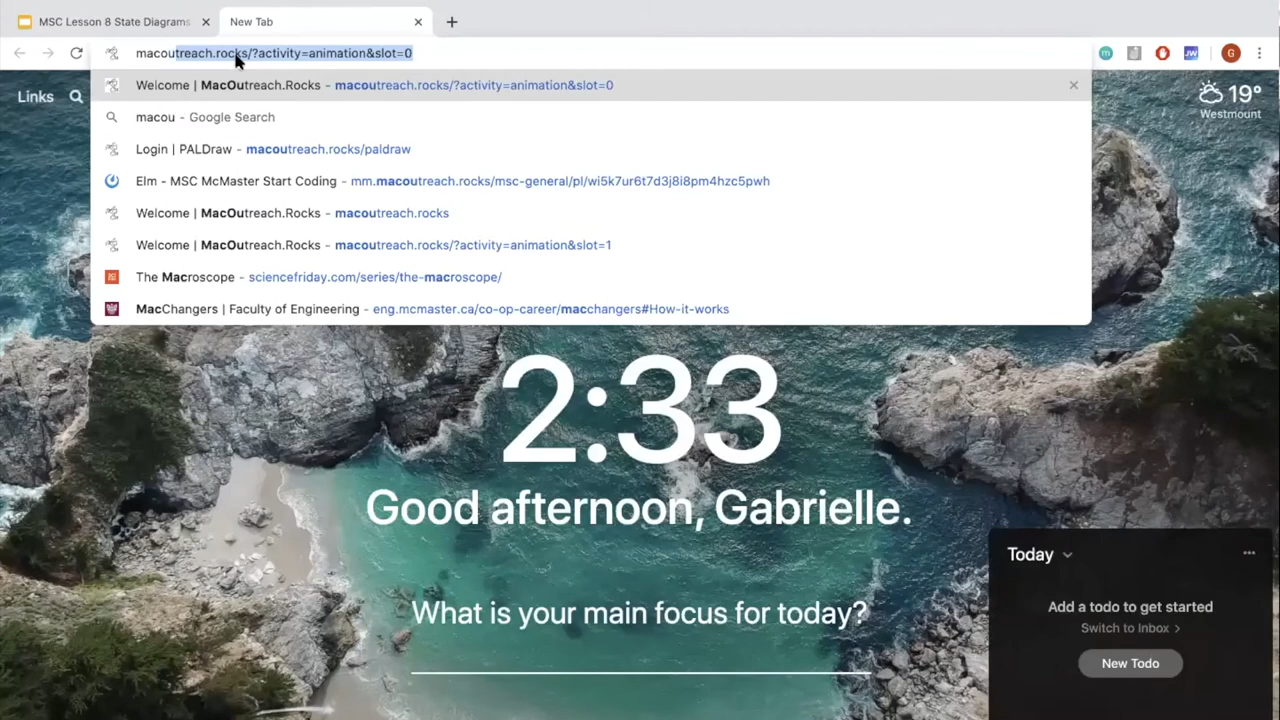 MSC Lesson 8 State Diagrams
New Tab
macoutreach.rocks/?activity=animation&slot=0
Welcome | MacOutreach.Rocks - macoutreach.rocks/?activity=animation&slot=0
macou - Google Search
Login | PALDraw - macoutreach.rocks/paldraw
Elm - MSC McMaster Start Coding - mm.macoutreach.rocks/msc-general/pl/wi5k7ur6t7d3j8i8pm4hzc5pwh
Welcome | MacOutreach.Rocks - macoutreach.rocks
Welcome | MacOutreach.Rocks - macoutreach.rocks/?activity=animation&slot=1
The Macroscope - sciencefriday.com/series/the-macroscope/
MacChangers | Faculty of Engineering - eng.mcmaster.ca/co-op-career/macchangers#How-it-works
m
JW
G
Links
19°
Westmount
2:33
Good afternoon, Gabrielle.
What is your main focus for today?
Today
Add a todo to get started
Switch to Inbox >
New Todo